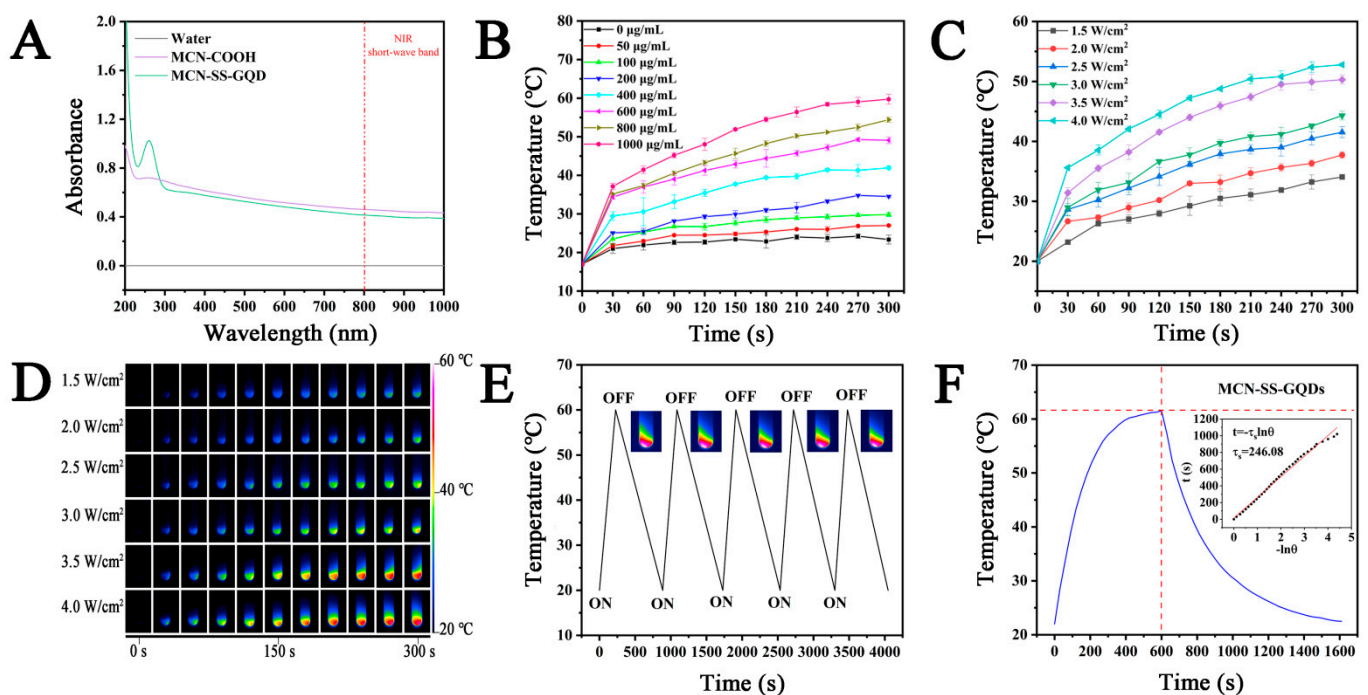 A
Absorbance
2.0
1.6
1.2
0.8
0.4
0.0
Water
MCN-COOH
MCN-SS-GQD
NIR
short-wave band
200 300 400 500 600 700 800 900 1000
Wavelength (nm)
B
Temperature (℃)
80
70
60
50
40
30
20
10
0 μg/mL
50 μg/mL
100 μg/mL
200 μg/mL
400 μg/mL
600 μg/mL
800 μg/mL
1000 μg/mL
0 30 60 90 120 150 180 210 240 270 300
Time (s)
C
Temperature (℃)
60
50
40
30
20
1.5 W/cm²
2.0 W/cm²
2.5 W/cm²
3.0 W/cm²
3.5 W/cm²
4.0 W/cm²
0 30 60 90 120 150 180 210 240 270 300
Time (s)
D
1.5 W/cm²
2.0 W/cm²
2.5 W/cm²
3.0 W/cm²
3.5 W/cm²
4.0 W/cm²
60 ℃
40 ℃
20 ℃
0 s 150 s 300 s
E
Temperature (℃)
70
60
50
40
30
20
10
OFF OFF OFF OFF OFF
ON ON ON ON ON
0 500 1000 1500 2000 2500 3000 3500 4000
Time (s)
F
Temperature (℃)
70
60
50
40
30
20
MCN-SS-GQDs
t=-τslnθ
τs=246.08
t (s)
1200
1000
800
600
400
200
0
0 1 2 3 4 5
-lnθ
0 200 400 600 800 1000 1200 1400 1600
Time (s)